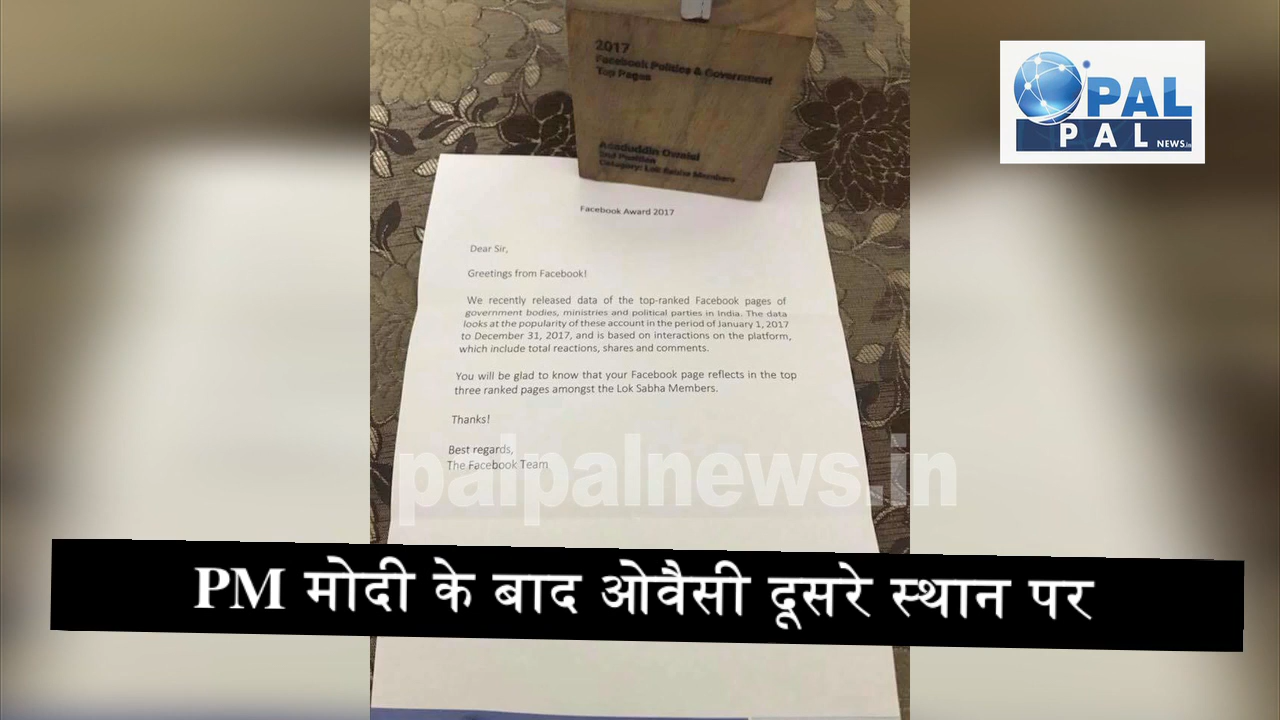 2017
Facebook Politics & Government
Top Pages
Asaduddin Owaisi
2nd Position
Category: Lok Sabha Members
PAL
PAL NEWS.in
Facebook Award 2017
Dear Sir,
Greetings from Facebook!
We recently released data of the top-ranked Facebook pages of
government bodies, ministries and political parties in India. The data
looks at the popularity of these account in the period of January 1, 2017
to December 31, 2017, and is based on interactions on the platform,
which include total reactions, shares and comments.
You will be glad to know that your Facebook page reflects in the top
three ranked pages amongst the Lok Sabha Members.
Thanks!
Best regards,
The Facebook Team
palpalnews.in
PM मोदी के बाद ओवैसी दूसरे स्थान पर